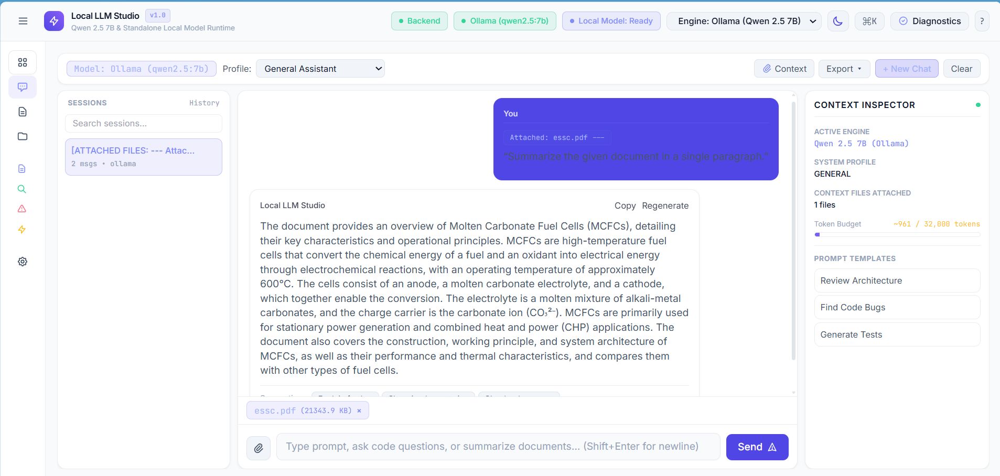 Local LLM Studio v1.0
Qwen 2.5 7B & Standalone Local Model Runtime
Backend
Ollama (qwen2.5:7b)
Local Model: Ready
Engine: Ollama (Qwen 2.5 7B)
⌘K
Diagnostics
?
Model: Ollama (qwen2.5:7b)
Profile:
General Assistant
Context
Export
+ New Chat
Clear
SESSIONS
History
Search sessions...
[ATTACHED FILES: --- Attac...
2 msgs • ollama
You
Attached: essc.pdf ---
"Summarize the given document in a single paragraph."
Local LLM Studio
Copy
Regenerate
The document provides an overview of Molten Carbonate Fuel Cells (MCFCs), detailing
their key characteristics and operational principles. MCFCs are high-temperature fuel
cells that convert the chemical energy of a fuel and an oxidant into electrical energy
through electrochemical reactions, with an operating temperature of approximately
600°C. The cells consist of an anode, a molten carbonate electrolyte, and a cathode,
which together enable the conversion. The electrolyte is a molten mixture of alkali-metal
carbonates, and the charge carrier is the carbonate ion (CO₃²⁻). MCFCs are primarily used
for stationary power generation and combined heat and power (CHP) applications. The
document also covers the construction, working principle, and system architecture of
MCFCs, as well as their performance and thermal characteristics, and compares them
with other types of fuel cells.
essc.pdf (21343.9 KB) ×
Type prompt, ask code questions, or summarize documents... (Shift+Enter for newline)
Send
CONTEXT INSPECTOR
ACTIVE ENGINE
Qwen 2.5 7B (Ollama)
SYSTEM PROFILE
GENERAL
CONTEXT FILES ATTACHED
1 files
Token Budget
~961 / 32,000 tokens
PROMPT TEMPLATES
Review Architecture
Find Code Bugs
Generate Tests